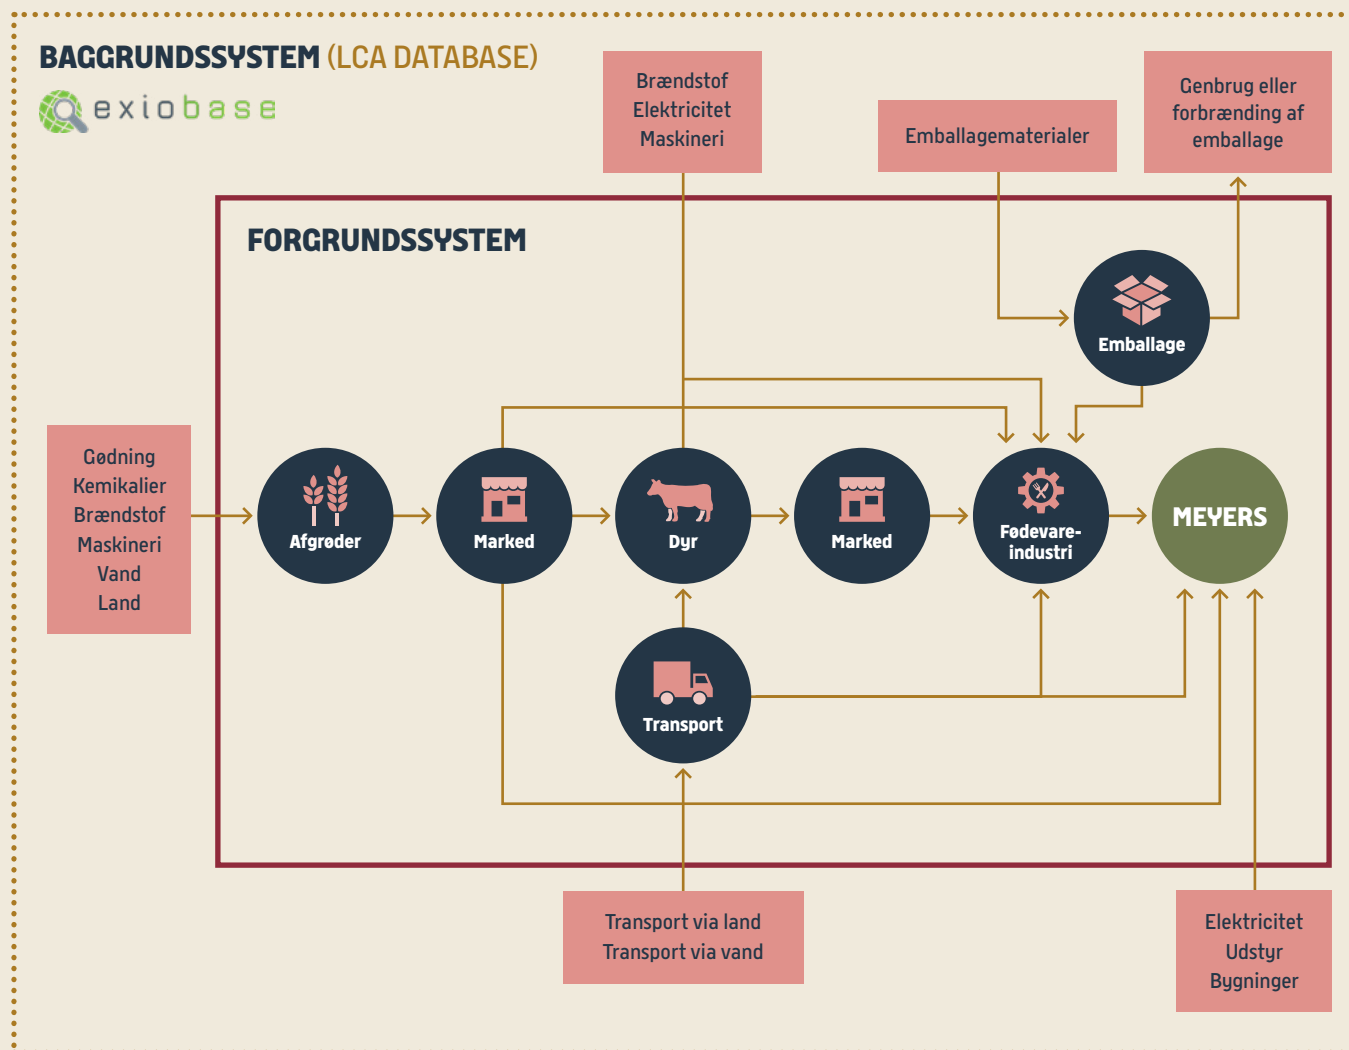 BAGGRUNDSSYSTEM (LCA DATABASE)
exiobase
Brændstof
Elektricitet
Maskineri
Emballagematerialer
Genbrug eller
forbrænding af
emballage
FORGRUNDSSYSTEM
Emballage
Gødning
Kemikalier
Brændstof
Maskineri
Vand
Land
Afgrøder
Marked
Dyr
Marked
Fødevare-
industri
MEYERS
Transport
Transport via land
Transport via vand
Elektricitet
Udstyr
Bygninger